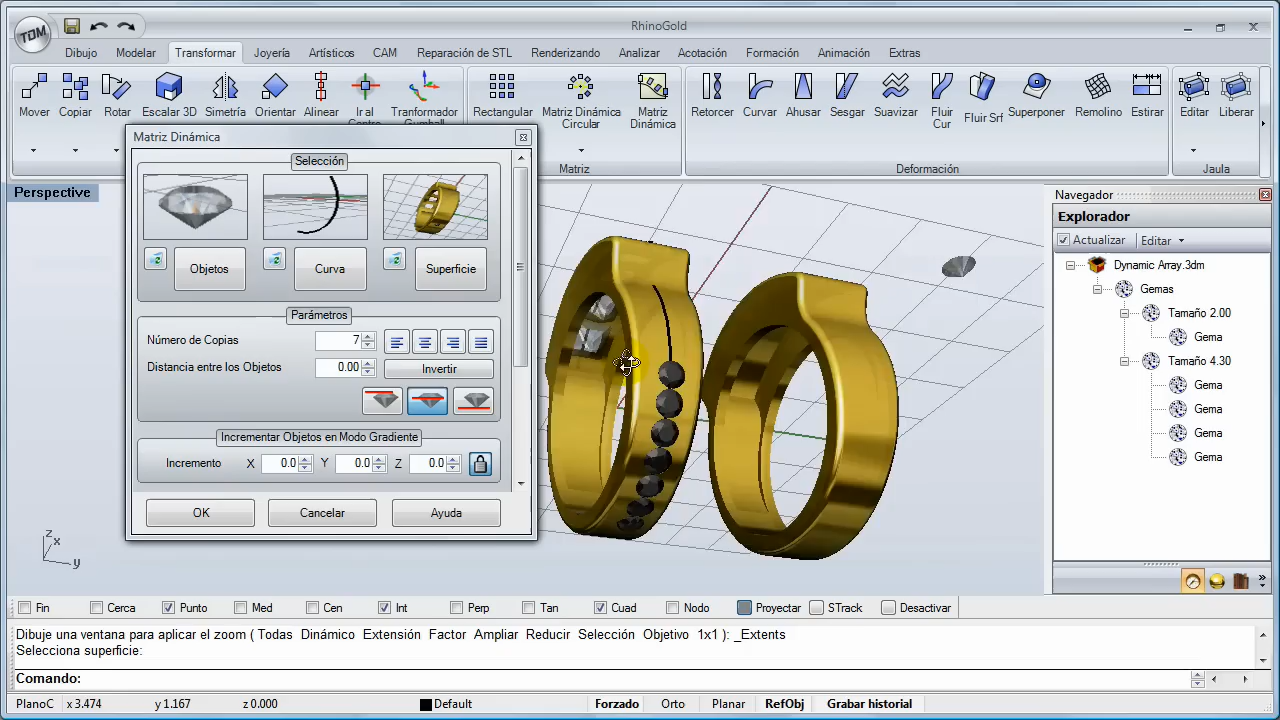 RhinoGold
TDM
Dibujo Modelar Transformar Joyería Artísticos CAM Reparación de STL Renderizando Analizar Acotación Formación Animación Extras
Mover Copiar Rotar Escalar 3D Simetría Orientar Alinear Ir al Centro Tranformador Gumball
Rectangular Matriz Dinámica Circular Matriz Dinámica
Retorcer Curvar Ahusar Sesgar Suavizar Fluir Cur Fluir Srf Superponer Remolino Estirar
Editar Liberar
Matriz Deformación Jaula
Matriz Dinámica
Selección
Objetos Curva Superficie
Parámetros
Número de Copias 7
Distancia entre los Objetos 0.00 Invertir
Incrementar Objetos en Modo Gradiente
Incremento X 0.0 Y 0.0 Z 0.0
OK Cancelar Ayuda
Perspective
z x
y
Navegador
Explorador
Actualizar Editar
Dynamic Array.3dm
Gemas
Tamaño 2.00
Gema
Tamaño 4.30
Gema
Gema
Gema
Gema
Fin Cerca Punto Med Cen Int Perp Tan Cuad Nodo Proyectar STrack Desactivar
Dibuje una ventana para aplicar el zoom ( Todas Dinámico Extensión Factor Ampliar Reducir Selección Objetivo 1x1 ): _Extents
Selecciona superficie:
Comando:
PlanoC x 3.474 y 1.167 z 0.000 Default Forzado Orto Planar RefObj Grabar historial